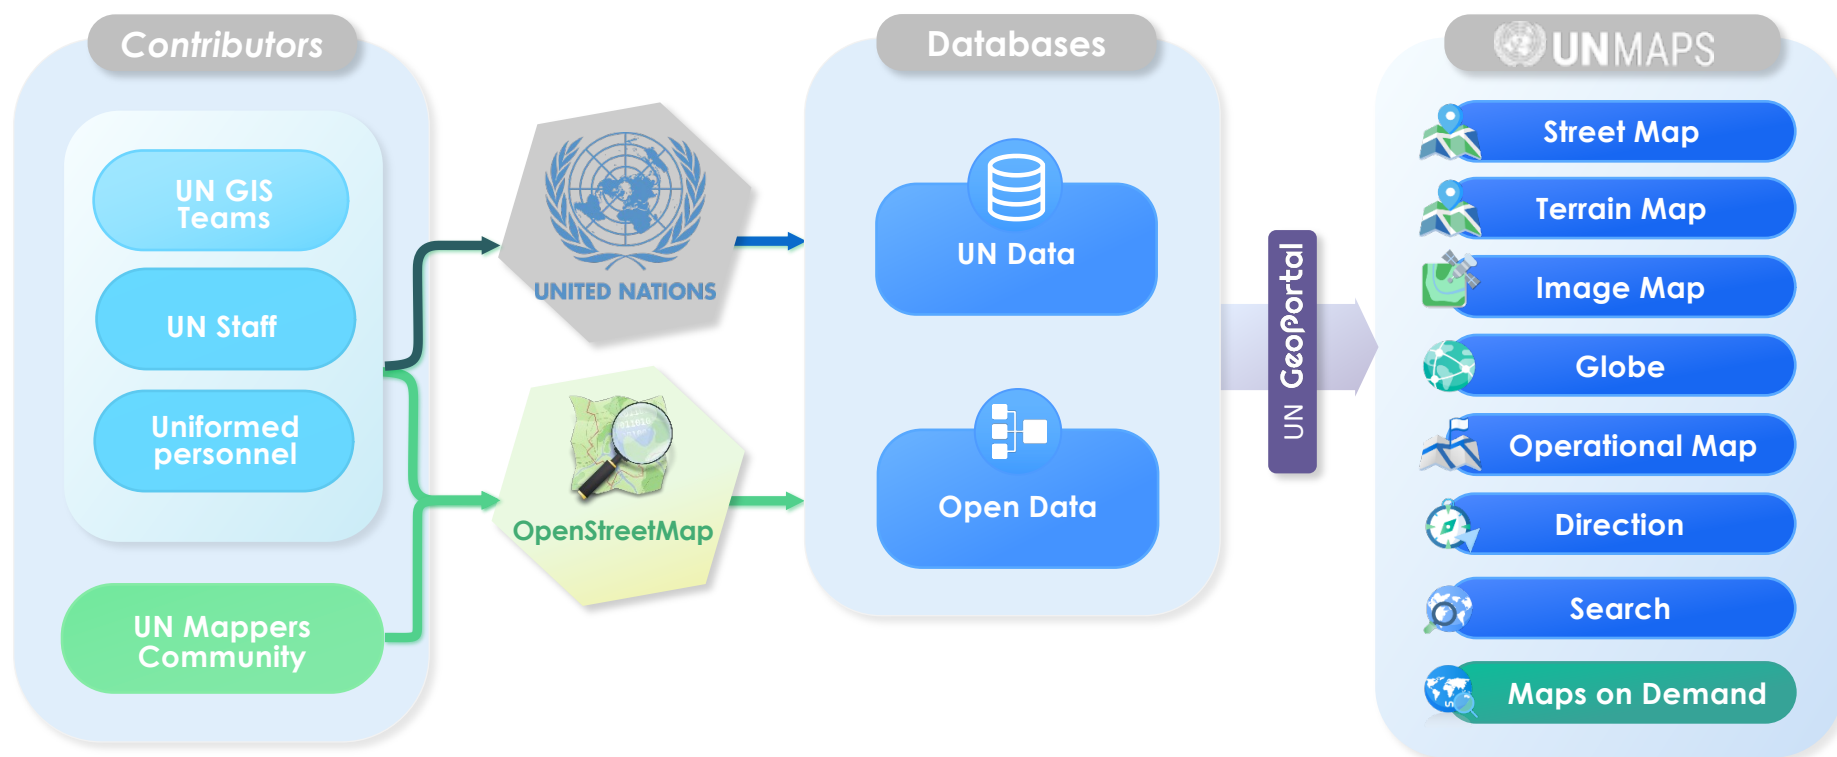 Contributors
UN GIS
Teams
UN Staff
Uniformed
personnel
UN Mappers
Community
UNITED NATIONS
OpenStreetMap
Databases
UN Data
Open Data
UN GeoPortal
UNMAPS
Street Map
Terrain Map
Image Map
Globe
Operational Map
Direction
Search
Maps on Demand